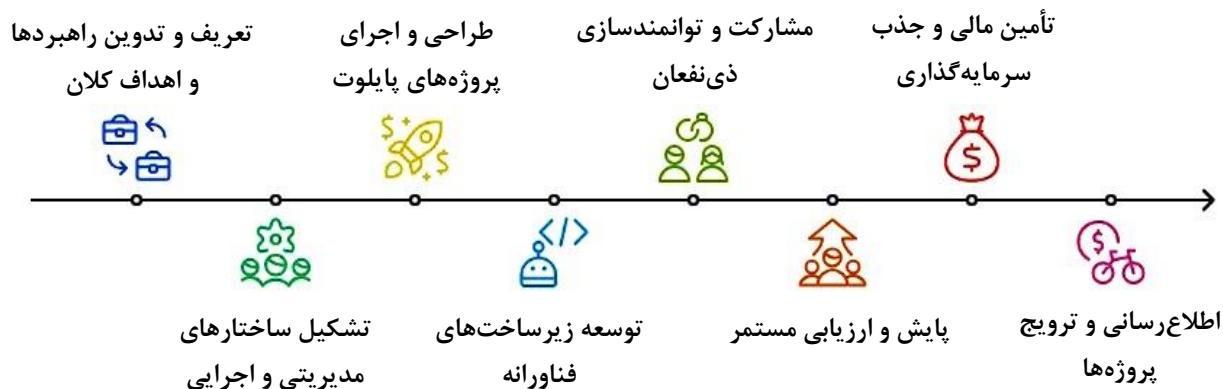 تعریف و تدوین راهبردها
و اهداف کلان
تشکیل ساختارهای
مدیریتی و اجرایی
طراحی و اجرای
پروژه‌های پایلوت
توسعه زیرساخت‌های
فناورانه
مشارکت و توانمندسازی
ذی‌نفعان
پایش و ارزیابی مستمر
تأمین مالی و جذب
سرمایه‌گذاری
اطلاع‌رسانی و ترویج
پروژه‌ها